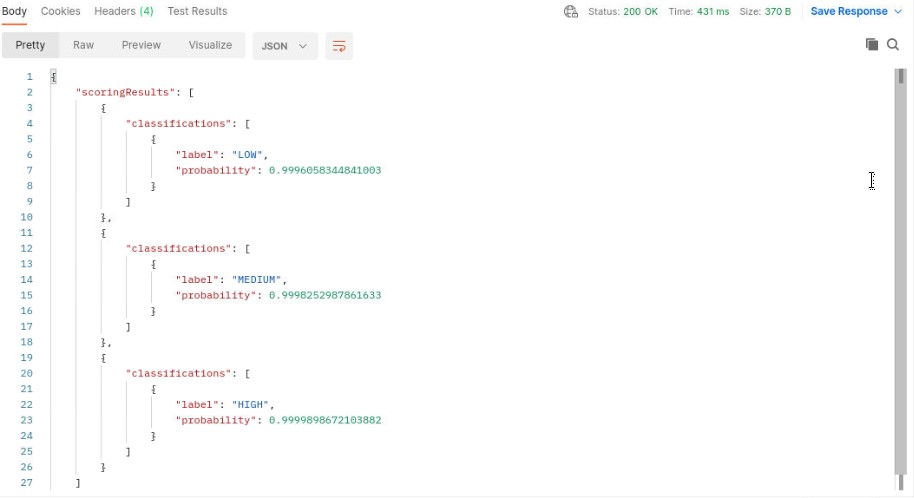 Body Cookies Headers (4) Test Results Status: 200 OK Time: 431 ms Size: 370 B Save Response
Pretty Raw Preview Visualize JSON
1 {
2 "scoringResults": [
3 {
4 "classifications": [
5 {
6 "label": "LOW",
7 "probability": 0.9996058344841003
8 }
9 ]
10 },
11 {
12 "classifications": [
13 {
14 "label": "MEDIUM",
15 "probability": 0.9998252987861633
16 }
17 ]
18 },
19 {
20 "classifications": [
21 {
22 "label": "HIGH",
23 "probability": 0.9999898672103882
24 }
25 ]
26 }
27 ]